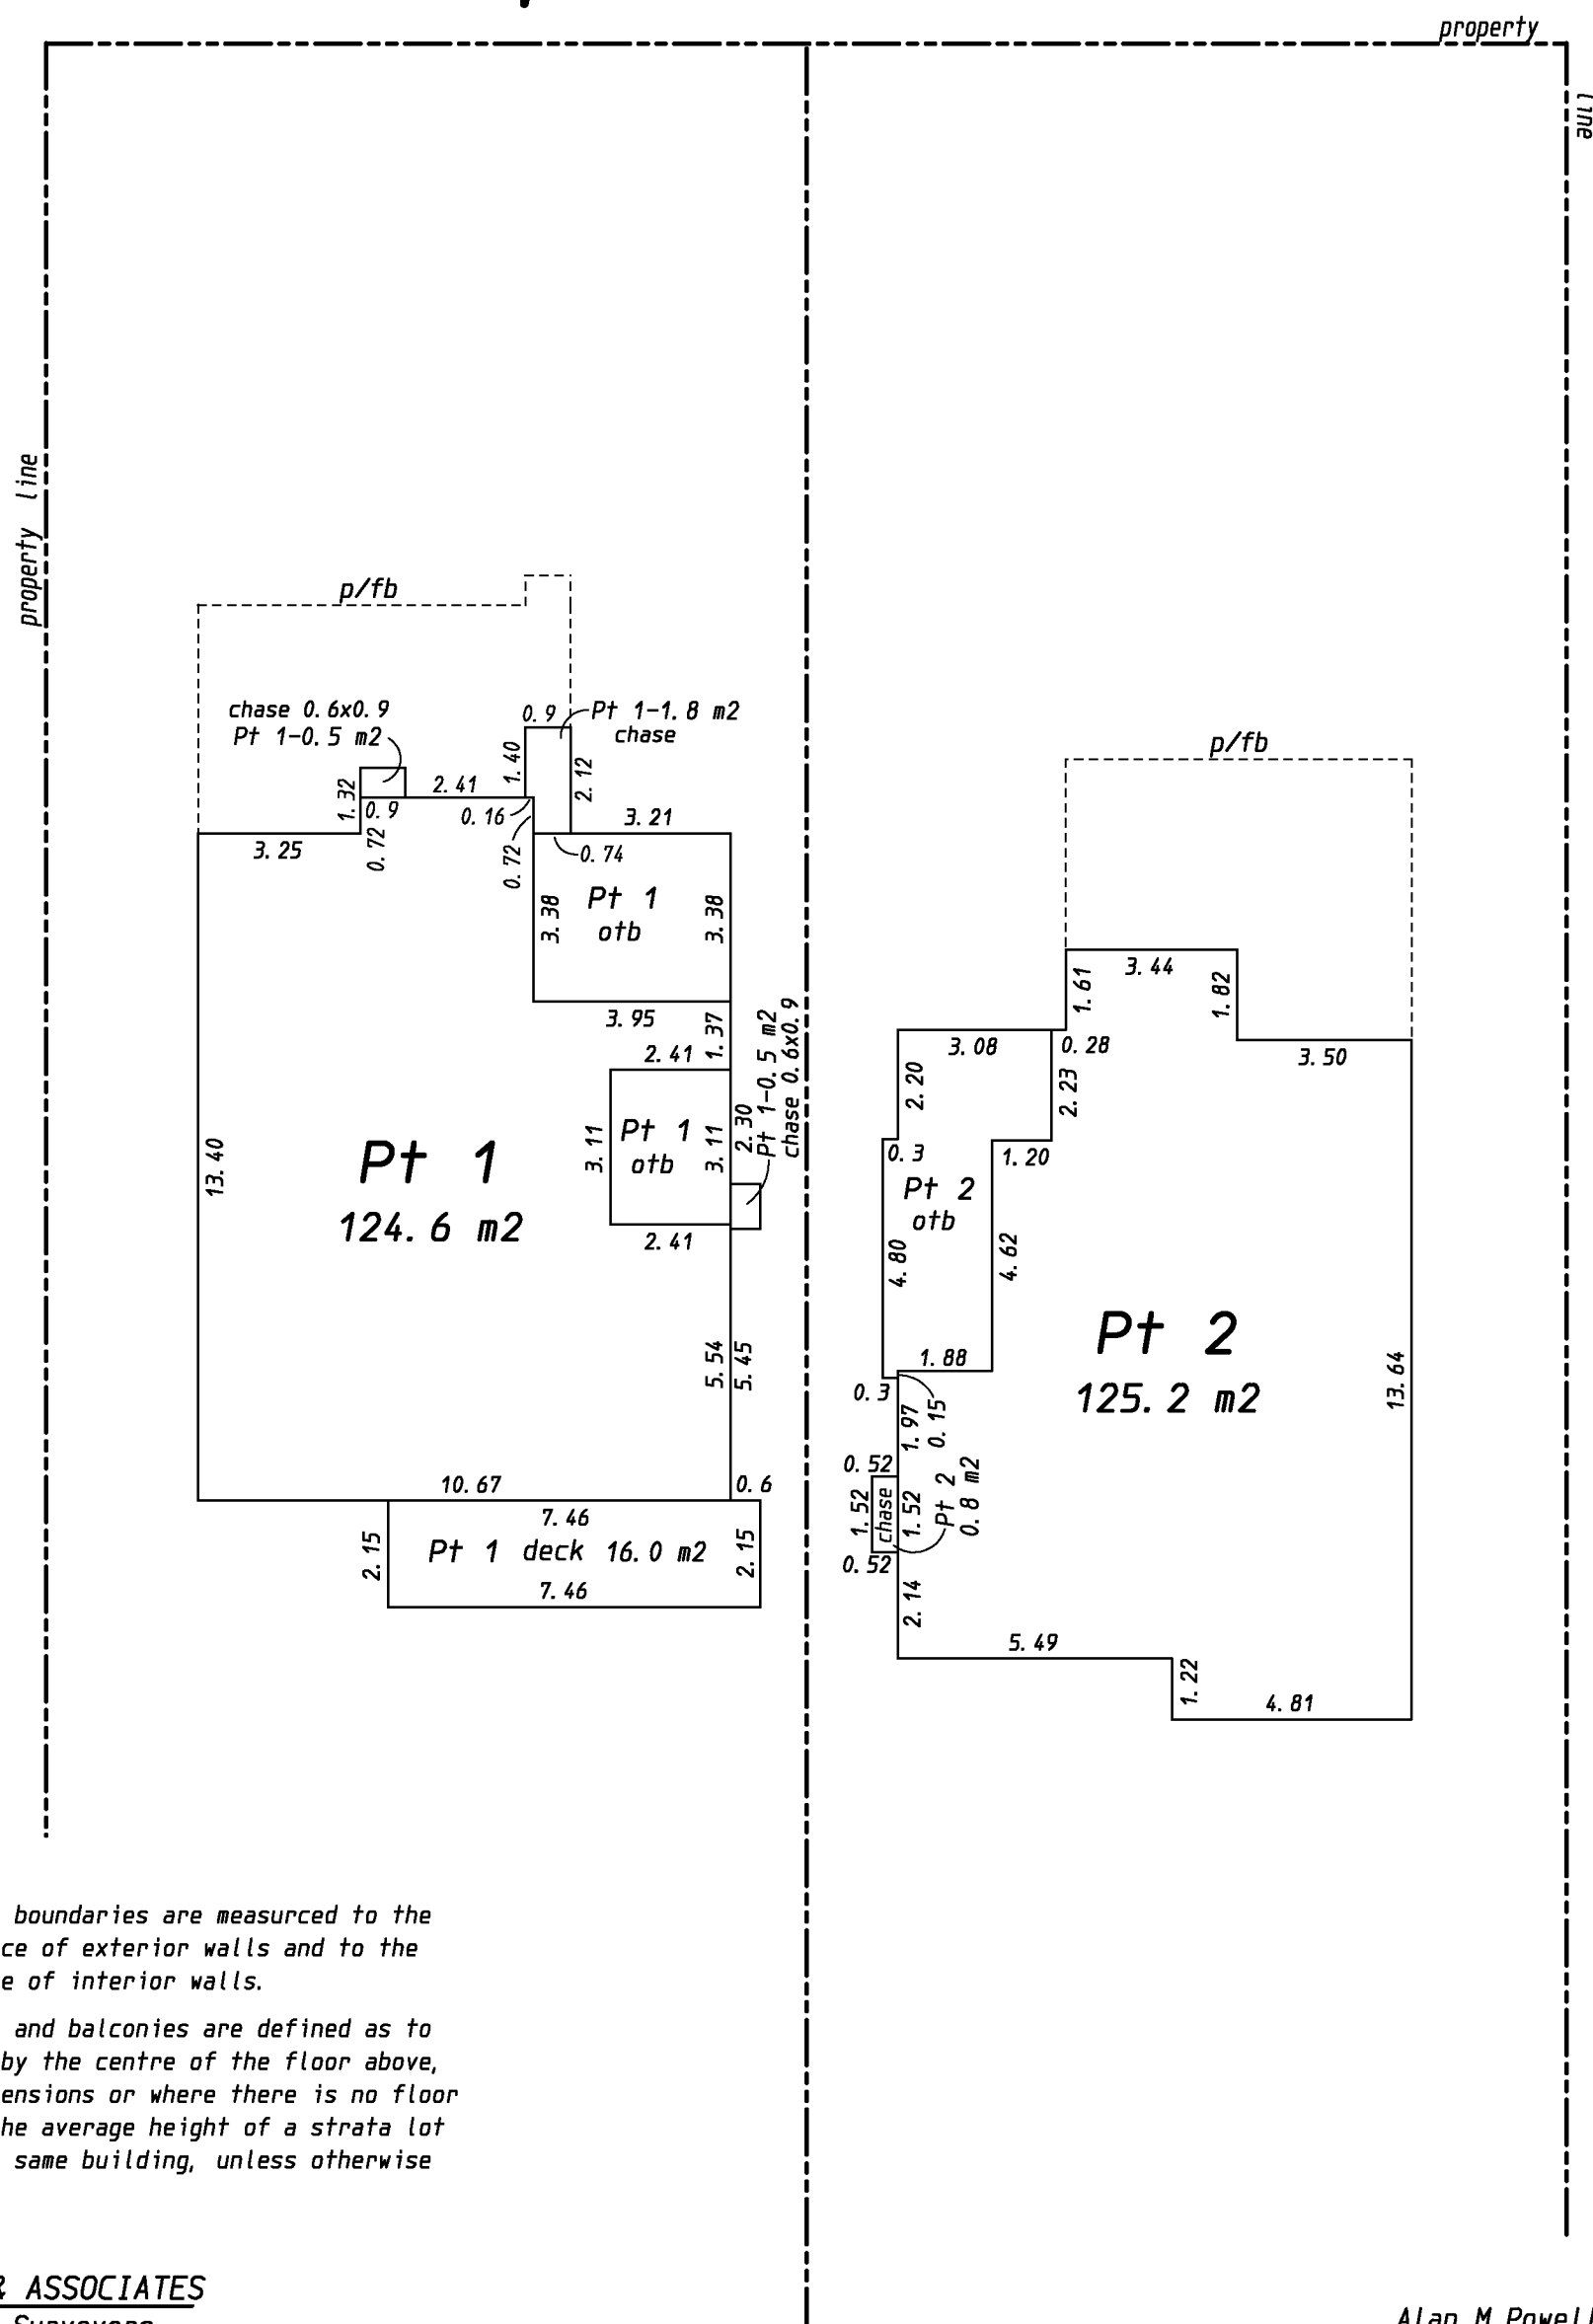 property
line
property line
p/fb
chase 0.6x0.9
Pt 1-0.5 m2
0.9
Pt 1-1.8 m2
chase
1.40
2.12
1.32
2.41
0.9
0.16
3.21
3.25
0.72
0.72
0.74
Pt 1
otb
3.38
3.38
3.95
1.37
2.41
Pt 1-0.5 m2
chase 0.6x0.9
2.30
3.11
Pt 1
otb
3.11
2.41
13.40
Pt 1
124.6 m2
5.54
5.45
10.67
0.6
7.46
2.15
Pt 1 deck 16.0 m2
2.15
7.46
p/fb
3.44
1.61
1.82
3.08
0.28
3.50
2.20
2.23
0.3
1.20
Pt 2
otb
4.80
4.62
Pt 2
125.2 m2
13.64
1.88
0.3
1.97
0.15
0.52
1.52
chase
1.52
Pt 2
0.8 m2
0.52
2.14
5.49
1.22
4.81
boundaries are measurced to the
ce of exterior walls and to the
e of interior walls.
and balconies are defined as to
by the centre of the floor above,
ensions or where there is no floor
he average height of a strata lot
same building, unless otherwise
& ASSOCIATES
Surveyors
Alan M Powell